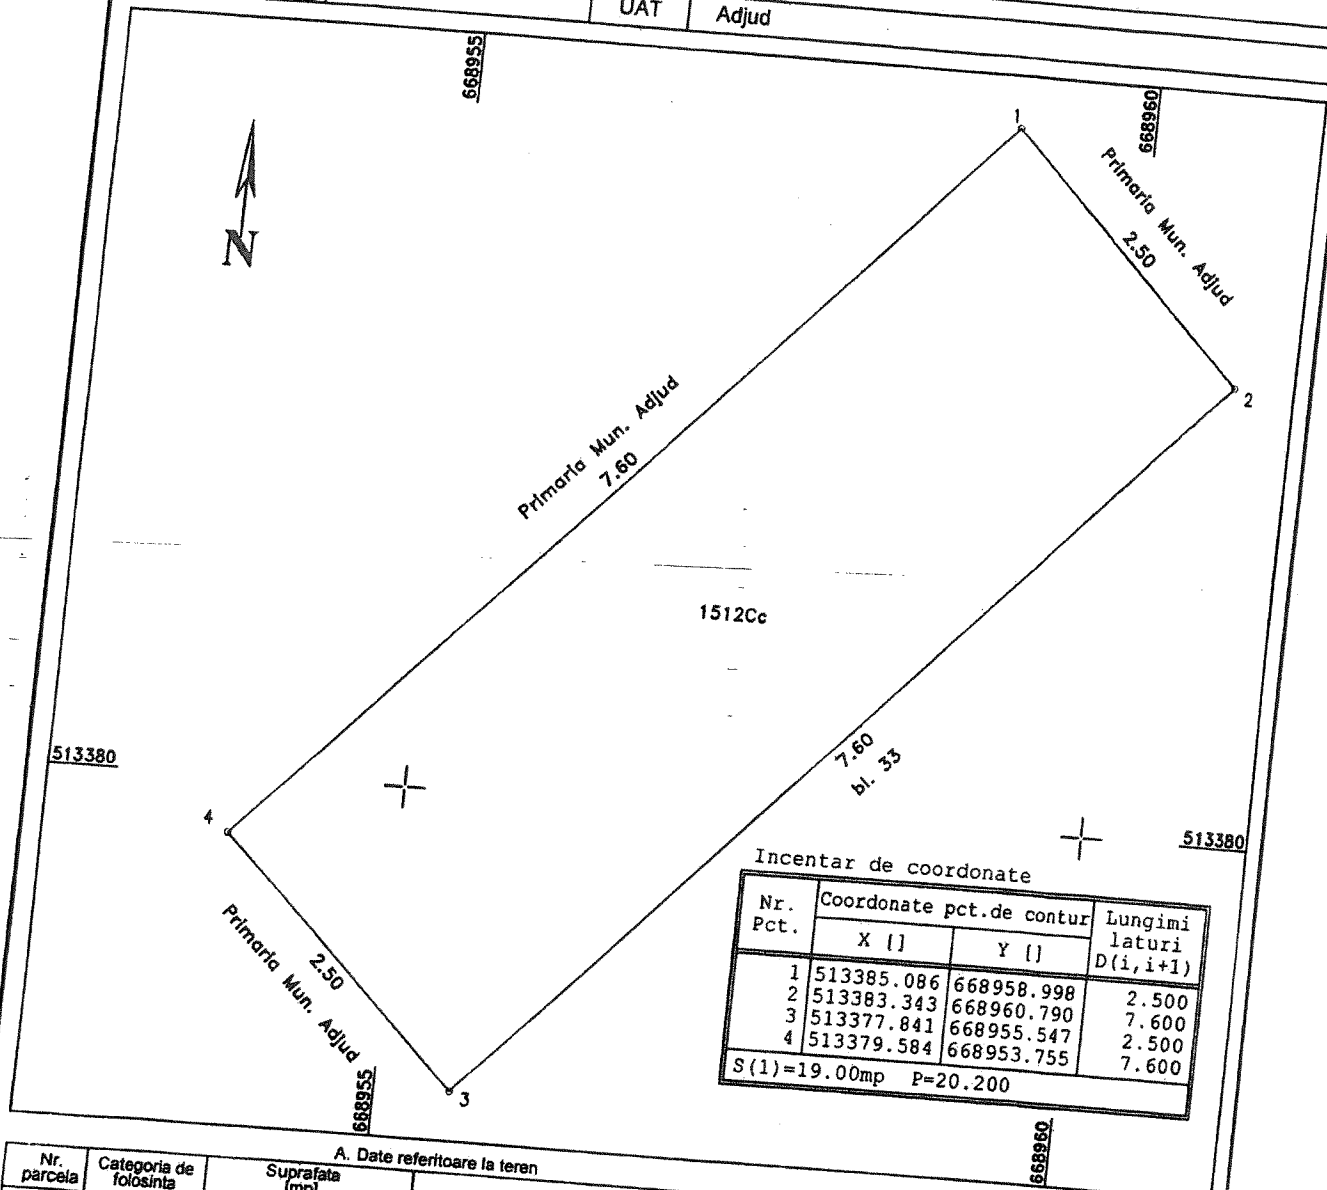 UAT Adjud
668955
668960
1
Primaria Mun. Adjud
2.50
N
2
Primaria Mun. Adjud
7.60
1512Cc
513380
7.60
bl. 33
4
513380
Primaria Mun. Adjud
2.50
Incentar de coordonate
Nr. Pct. Coordonate pct.de contur Lungimi laturi D(i,i+1)
X [] Y []
1 513385.086 668958.998 2.500
2 513383.343 668960.790 7.600
3 513377.841 668955.547 2.500
4 513379.584 668953.755 7.600
S(1)=19.00mp P=20.200
668955
3
668960
A. Date referitoare la teren
Nr. parcela Categoria de folosinta Suprafata [mp]